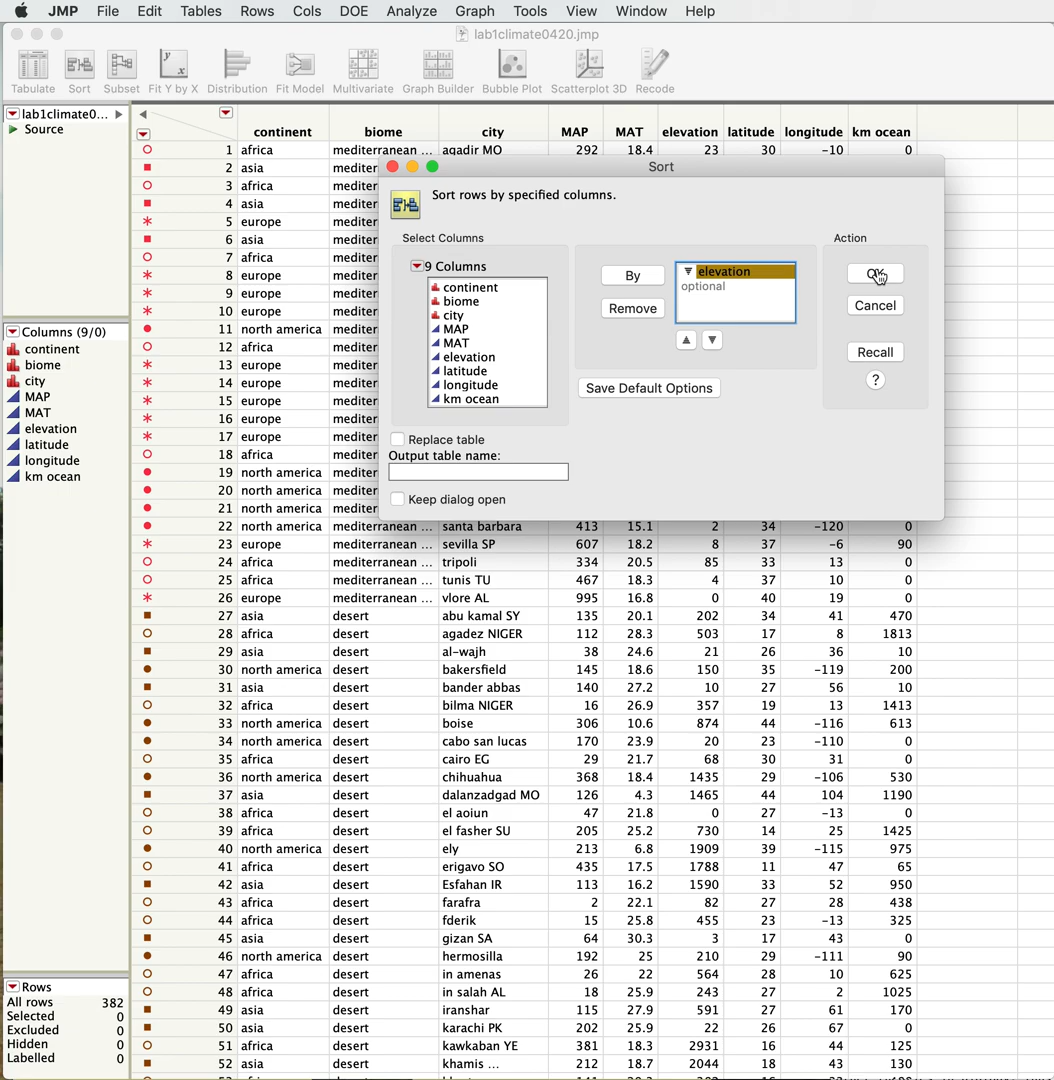 JMP File Edit Tables Rows Cols DOE Analyze Graph Tools View Window Help
lab1climate0420.jmp
Tabulate Sort Subset Fit Y by X Distribution Fit Model Multivariate Graph Builder Bubble Plot Scatterplot 3D Recode
lab1climate0...
Source
Columns (9/0)
continent
biome
city
MAP
MAT
elevation
latitude
longitude
km ocean
Rows
All rows 382
Selected 0
Excluded 0
Hidden 0
Labelled 0
continent biome city MAP MAT elevation latitude longitude km ocean
1 africa mediterranean ... agadir MO 292 18.4 23 30 -10 0
2 asia mediter
3 africa mediter
4 asia mediter
5 europe mediter
6 asia mediter
7 africa mediter
8 europe mediter
9 europe mediter
10 europe mediter
11 north america mediter
12 africa mediter
13 europe mediter
14 europe mediter
15 europe mediter
16 europe mediter
17 europe mediter
18 africa mediter
19 north america mediter
20 north america mediter
21 north america mediter
22 north america mediterranean ... santa barbara 413 15.1 2 34 -120 0
23 europe mediterranean ... sevilla SP 607 18.2 8 37 -6 90
24 africa mediterranean ... tripoli 334 20.5 85 33 13 0
25 africa mediterranean ... tunis TU 467 18.3 4 37 10 0
26 europe mediterranean ... vlore AL 995 16.8 0 40 19 0
27 asia desert abu kamal SY 135 20.1 202 34 41 470
28 africa desert agadez NIGER 112 28.3 503 17 8 1813
29 asia desert al-wajh 38 24.6 21 26 36 10
30 north america desert bakersfield 145 18.6 150 35 -119 200
31 asia desert bander abbas 140 27.2 10 27 56 10
32 africa desert bilma NIGER 16 26.9 357 19 13 1413
33 north america desert boise 306 10.6 874 44 -116 613
34 north america desert cabo san lucas 170 23.9 20 23 -110 0
35 africa desert cairo EG 29 21.7 68 30 31 0
36 north america desert chihuahua 368 18.4 1435 29 -106 530
37 asia desert dalanzadgad MO 126 4.3 1465 44 104 1190
38 africa desert el aoiun 47 21.8 0 27 -13 0
39 africa desert el fasher SU 205 25.2 730 14 25 1425
40 north america desert ely 213 6.8 1909 39 -115 975
41 africa desert erigavo SO 435 17.5 1788 11 47 65
42 asia desert Esfahan IR 113 16.2 1590 33 52 950
43 africa desert farafra 2 22.1 82 27 28 438
44 africa desert fderik 15 25.8 455 23 -13 325
45 asia desert gizan SA 64 30.3 3 17 43 0
46 north america desert hermosilla 192 25 210 29 -111 90
47 africa desert in amenas 26 22 564 28 10 625
48 africa desert in salah AL 18 25.9 243 27 2 1025
49 asia desert iranshar 115 27.9 591 27 61 170
50 asia desert karachi PK 202 25.9 22 26 67 0
51 africa desert kawkaban YE 381 18.3 2931 16 44 125
52 asia desert khamis ... 212 18.7 2044 18 43 130
Sort
Sort rows by specified columns.
Select Columns
9 Columns
continent
biome
city
MAP
MAT
elevation
latitude
longitude
km ocean
By
Remove
elevation
optional
Save Default Options
Action
OK
Cancel
Recall
?
Replace table
Output table name:
Keep dialog open